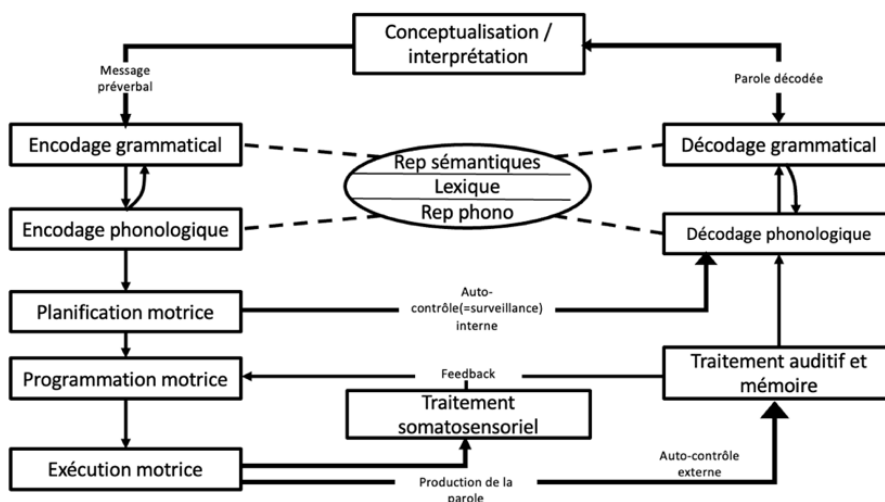 Conceptualisation /
interprétation
Message
préverbal
Parole décodée
Encodage grammatical
Décodage grammatical
Rep sémantiques
Lexique
Rep phono
Encodage phonologique
Décodage phonologique
Planification motrice
Auto-
contrôle(=surveillance)
interne
Programmation motrice
Feedback
Traitement auditif et
mémoire
Traitement
somatosensoriel
Exécution motrice
Auto-contrôle
externe
Production de la
parole